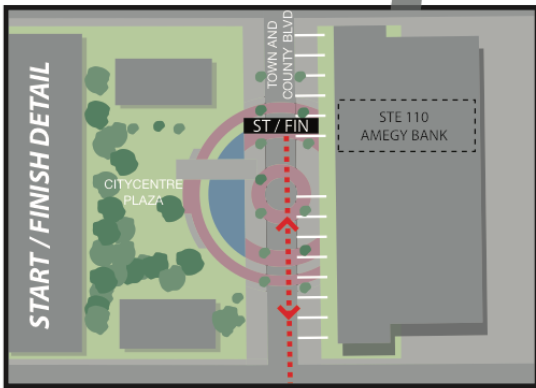 START / FINISH DETAIL
TOWN AND
COUNTY BLVD
ST / FIN
STE 110
AMEGY BANK
CITYCENTRE
PLAZA